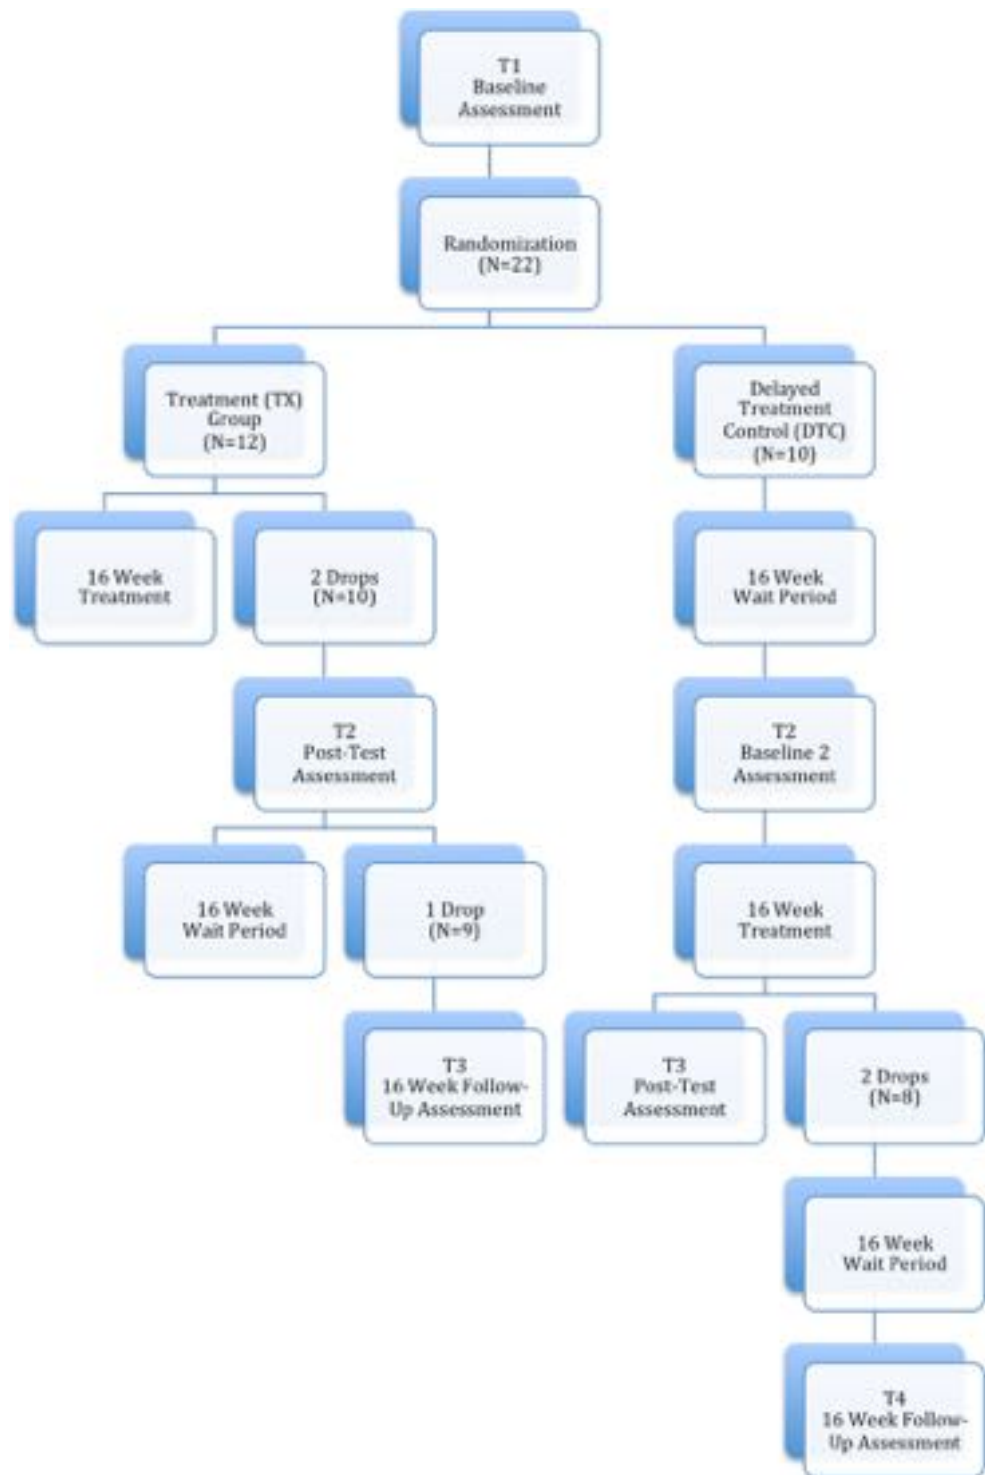 T1
Baseline
Assessment
Randomization
(N=22)
Treatment (TX)
Group
(N=12)
Delayed
Treatment
Control (DTC)
(N=10)
16 Week
Treatment
2 Drops
(N=10)
16 Week
Wait Period
T2
Post-Test
Assessment
T2
Baseline 2
Assessment
16 Week
Wait Period
1 Drop
(N=9)
16 Week
Treatment
T3
16 Week Follow-
Up Assessment
T3
Post-Test
Assessment
2 Drops
(N=8)
16 Week
Wait Period
T4
16 Week Follow-
Up Assessment